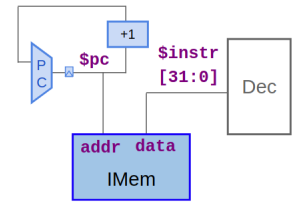 +1
PC
$pc
$instr
[31:0]
Dec
addr data
IMem